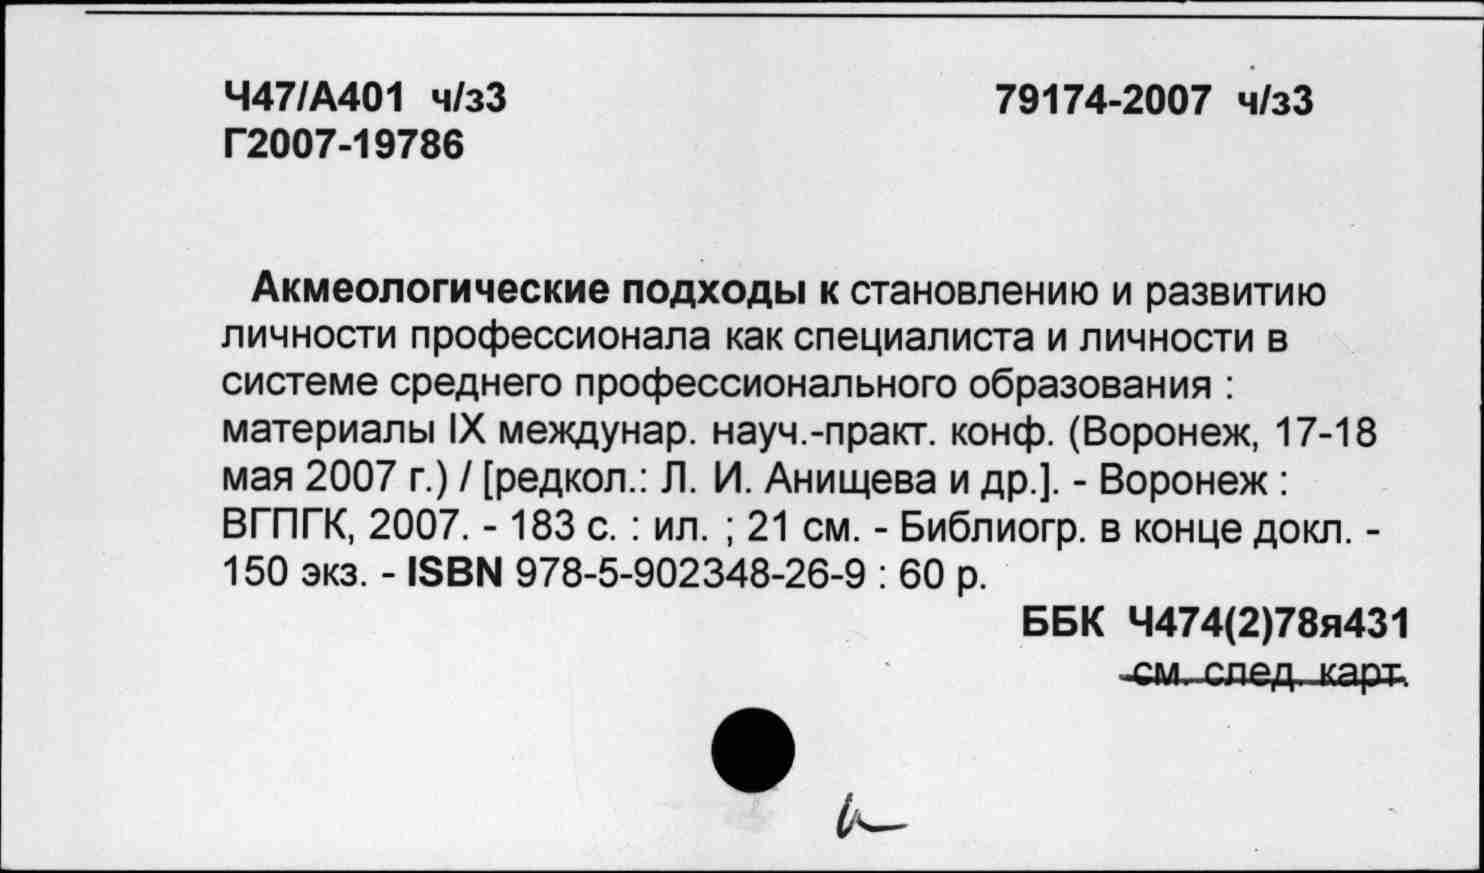 Ч47/А401 ч/з3 79174-2007 ч/з3
Г2007-19786
Акмеологические подходы к становлению и развитию
личности профессионала как специалиста и личности в
системе среднего профессионального образования :
материалы IX междунар. науч.-практ. конф. (Воронеж, 17-18
мая 2007 г.) / [редкол.: Л. И. Анищева и др.]. - Воронеж :
ВГПГК, 2007. - 183 с. : ил. ; 21 см. - Библиогр. в конце докл. -
150 экз. - ISBN 978-5-902348-26-9 : 60 р.
ББК Ч474(2)78я431
см. след. карт.